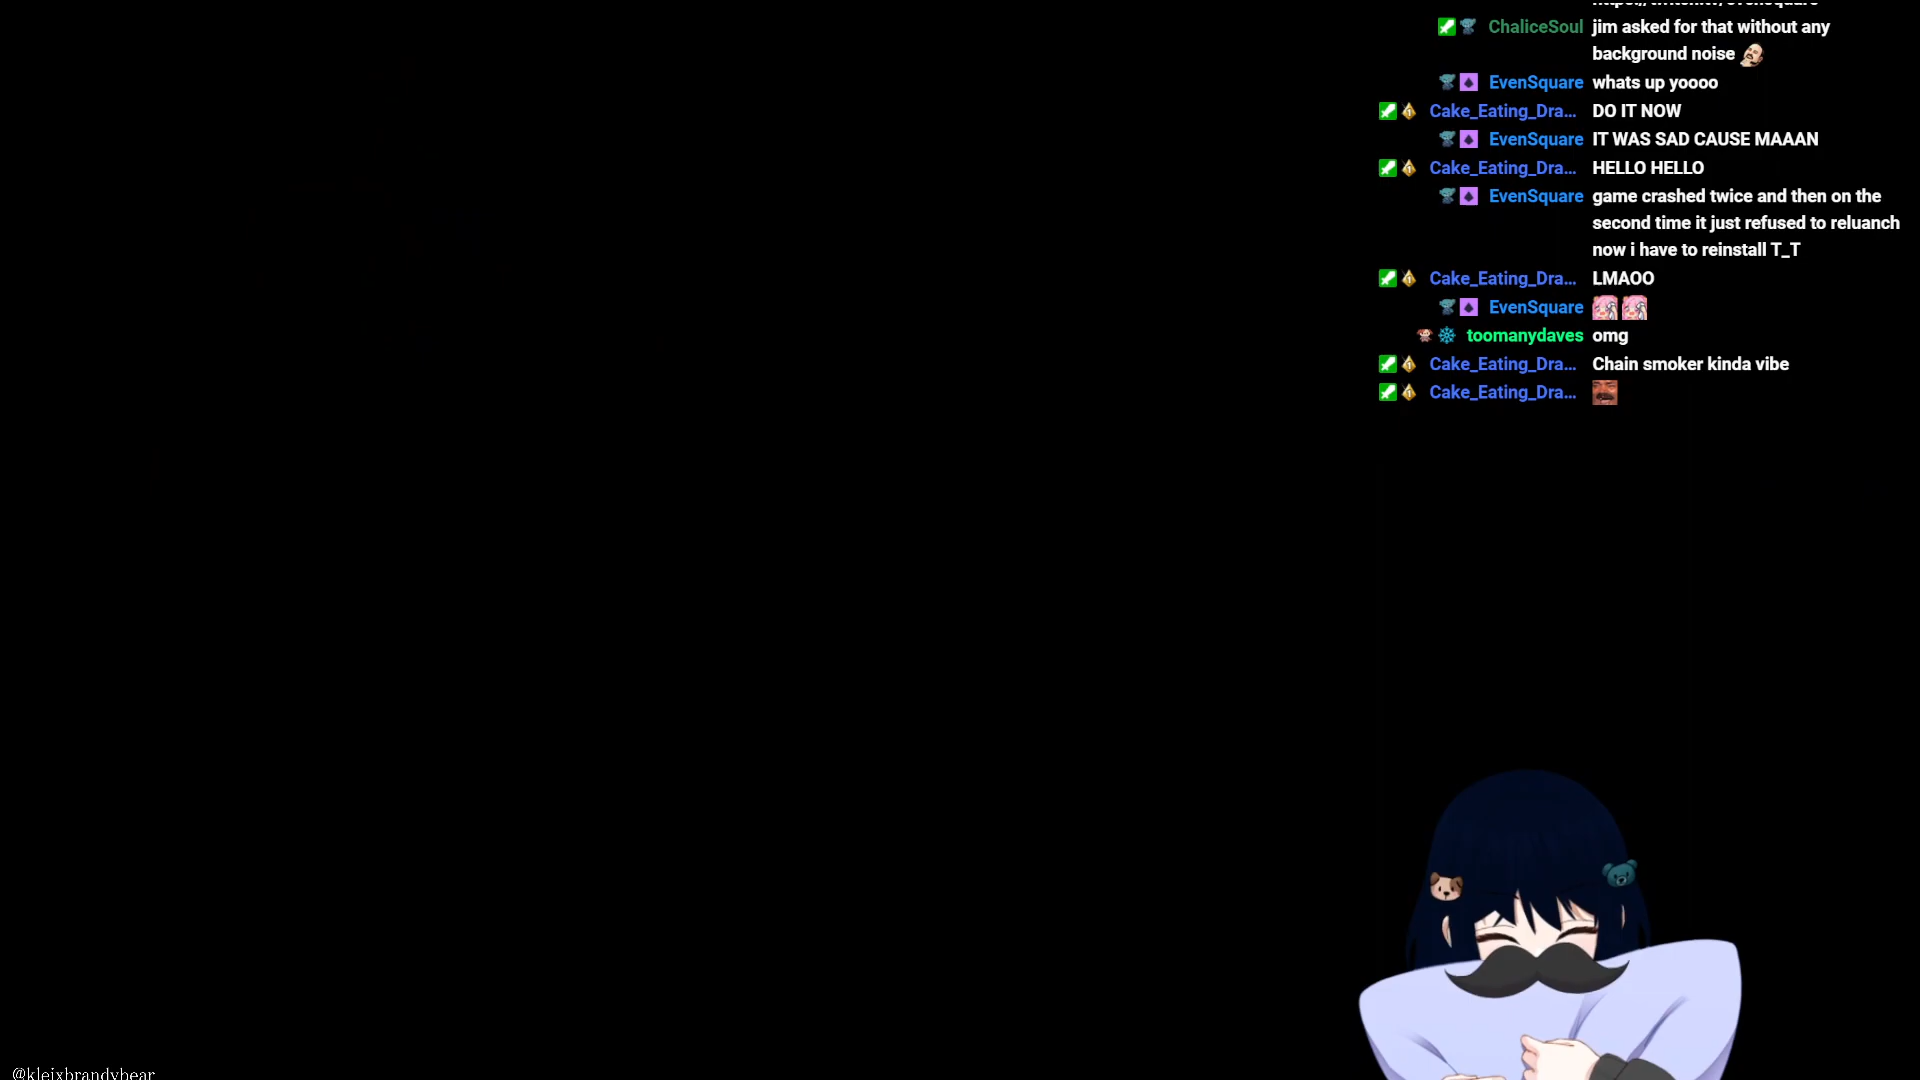 ChaliceSoul jim asked for that without any
background noise
EvenSquare whats up yoooo
Cake_Eating_Dra... DO IT NOW
EvenSquare IT WAS SAD CAUSE MAAAN
Cake_Eating_Dra... HELLO HELLO
EvenSquare game crashed twice and then on the
second time it just refused to reluanch
now i have to reinstall T_T
Cake_Eating_Dra... LMAOO
EvenSquare
toomanydaves omg
Cake_Eating_Dra... Chain smoker kinda vibe
Cake_Eating_Dra...
@kleixbrandybear